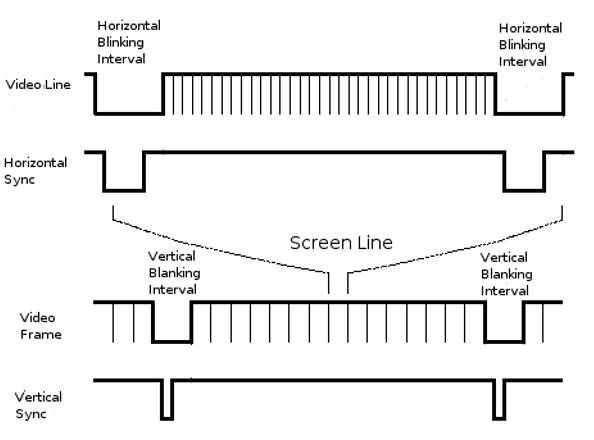 Horizontal
Blinking
Interval
Horizontal
Blinking
Interval
Video Line
Horizontal
Sync
Screen Line
Vertical
Blanking
Interval
Vertical
Blanking
Interval
Video
Frame
Vertical
Sync